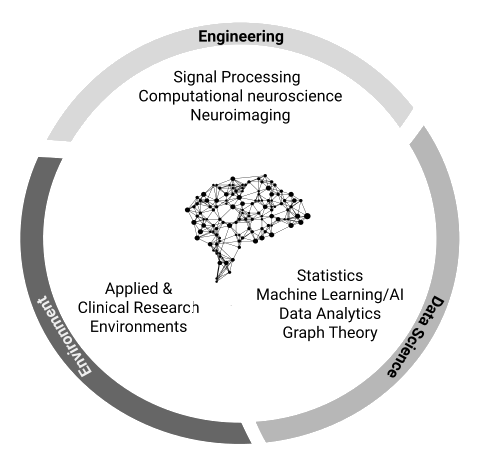 Engineering
Signal Processing
Computational neuroscience
Neuroimaging
Applied &
Clinical Research
Environments
Statistics
Machine Learning/AI
Data Analytics
Graph Theory
Environment
Data Science